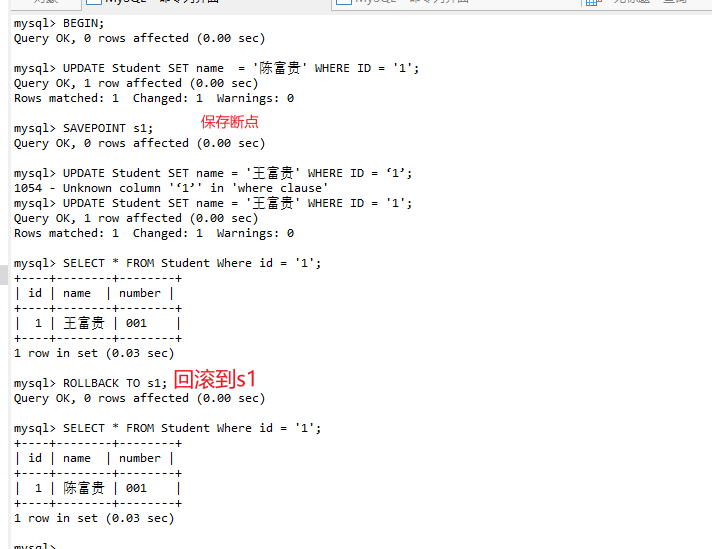 mysql> BEGIN;
Query OK, 0 rows affected (0.00 sec)
mysql> UPDATE Student SET name  = '陈富贵' WHERE ID = '1';
Query OK, 1 row affected (0.00 sec)
Rows matched: 1  Changed: 1  Warnings: 0
mysql> SAVEPOINT s1; 保存断点
Query OK, 0 rows affected (0.00 sec)
mysql> UPDATE Student SET name = '王富贵' WHERE ID = ‘1’;
1054 - Unknown column '‘1’' in 'where clause'
mysql> UPDATE Student SET name = '王富贵' WHERE ID = '1';
Query OK, 1 row affected (0.00 sec)
Rows matched: 1  Changed: 1  Warnings: 0
mysql> SELECT * FROM Student Where id = '1';
+----+--------+--------+
| id | name  | number |
+----+--------+--------+
|  1 | 王富贵 | 001    |
+----+--------+--------+
1 row in set (0.03 sec)
mysql> ROLLBACK TO s1; 回滚到s1
Query OK, 0 rows affected (0.00 sec)
mysql> SELECT * FROM Student Where id = '1';
+----+--------+--------+
| id | name  | number |
+----+--------+--------+
|  1 | 陈富贵 | 001    |
+----+--------+--------+
1 row in set (0.03 sec)
mysql>